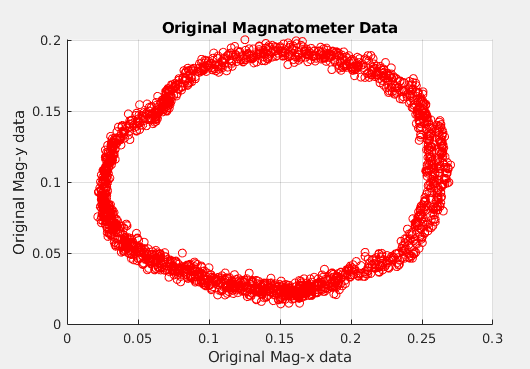 Original Magnatometer Data
0.2
0.15
0.1
0.05
0
Original Mag-y data
0 0.05 0.1 0.15 0.2 0.25 0.3
Original Mag-x data